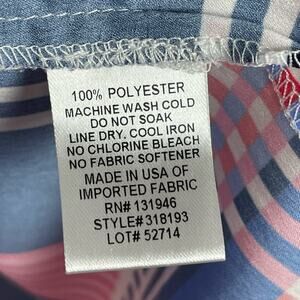 100% POLYESTER
MACHINE WASH COLD
DO NOT SOAK
LINE DRY. COOL IRON
NO CHLORINE BLEACH
NO FABRIC SOFTENER
MADE IN USA OF
IMPORTED FABRIC
RN# 131946
STYLE# 318193
LOT# 52714